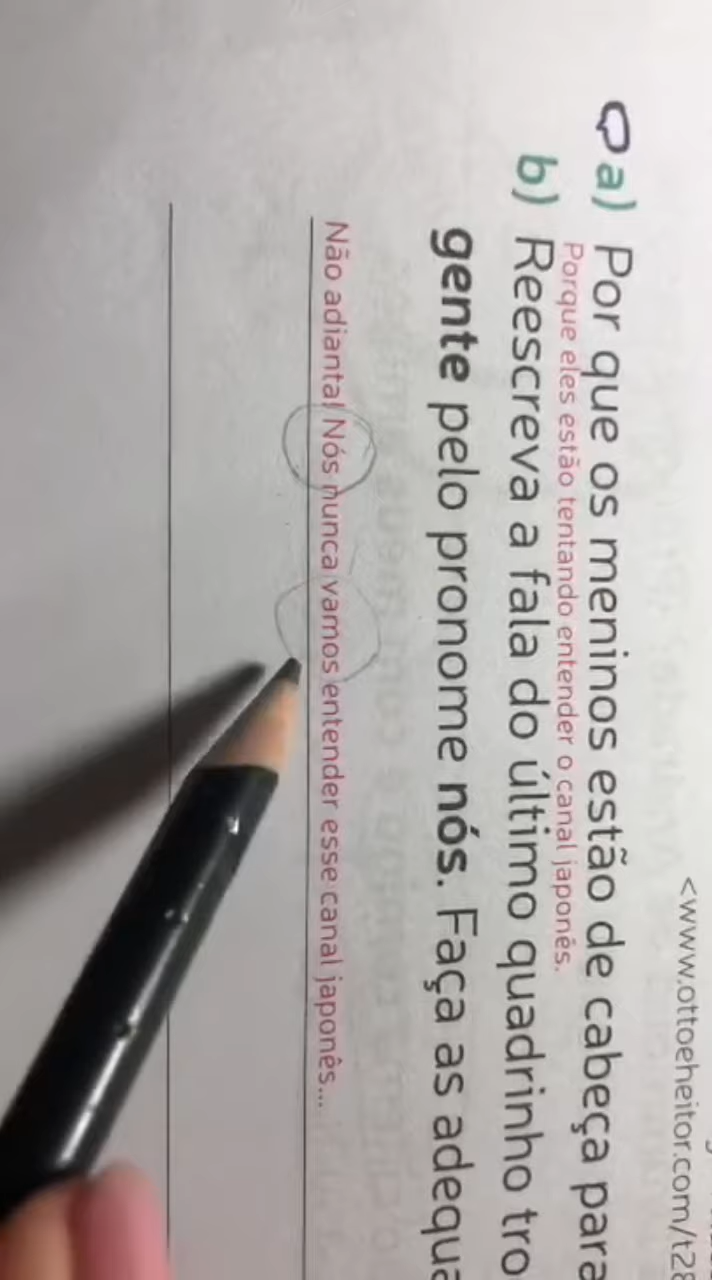 <www.ottoeheitor.com/t28
a) Por que os meninos estão de cabeça para
Porque eles estão tentando entender o canal japonês.
b) Reescreva a fala do último quadrinho tro
gente pelo pronome nós. Faça as adequa
Não adianta! Nós nunca vamos entender esse canal japonês...